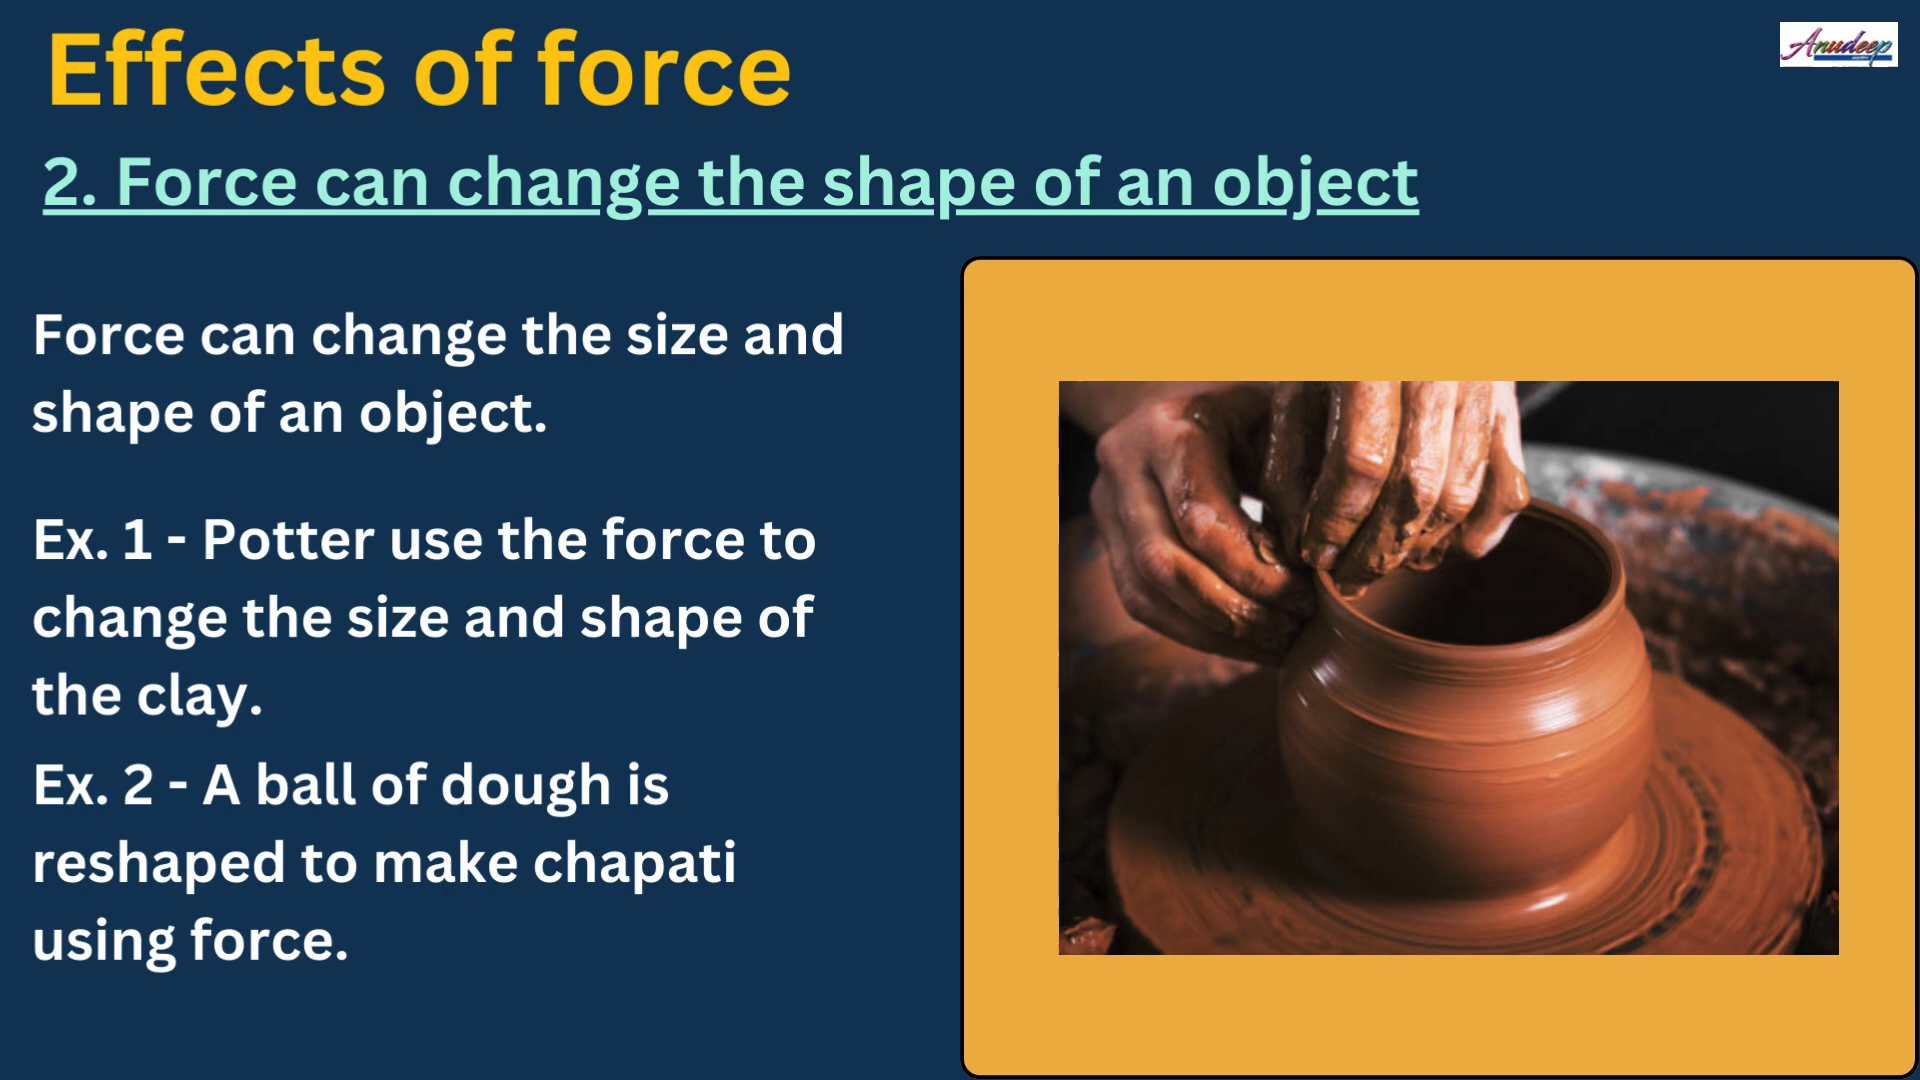 Effects of force
Anudeep
2. Force can change the shape of an object
Force can change the size and
shape of an object.
Ex. 1 - Potter use the force to
change the size and shape of
the clay.
Ex. 2 - A ball of dough is
reshaped to make chapati
using force.